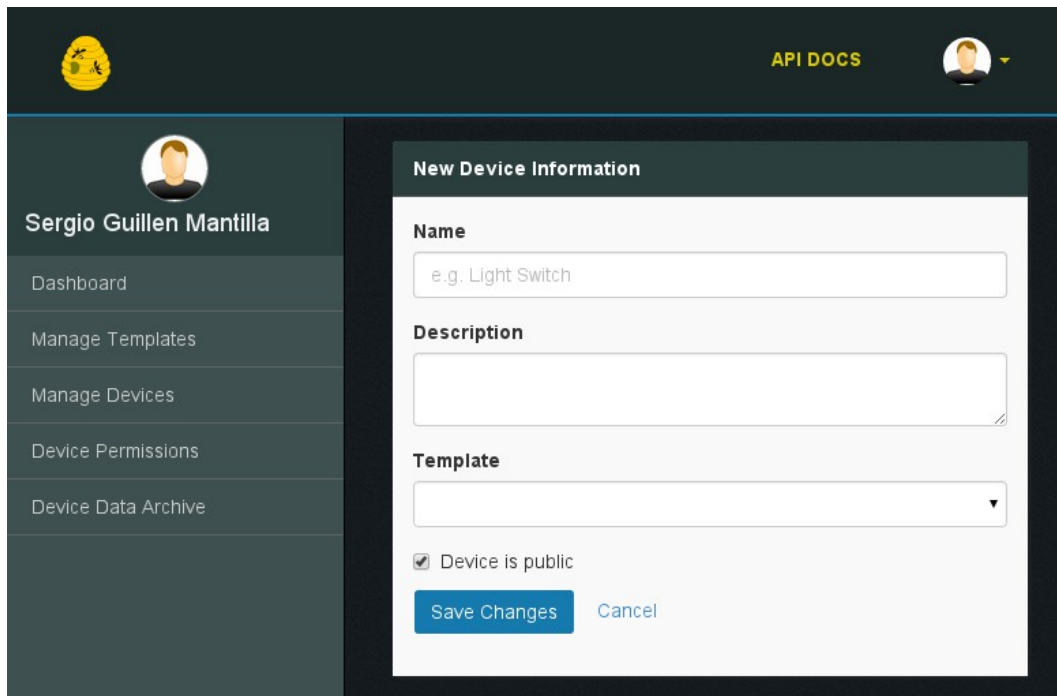 API DOCS
Sergio Guillen Mantilla
Dashboard
Manage Templates
Manage Devices
Device Permissions
Device Data Archive
New Device Information
Name
e.g. Light Switch
Description
Template
Device is public
Save Changes Cancel